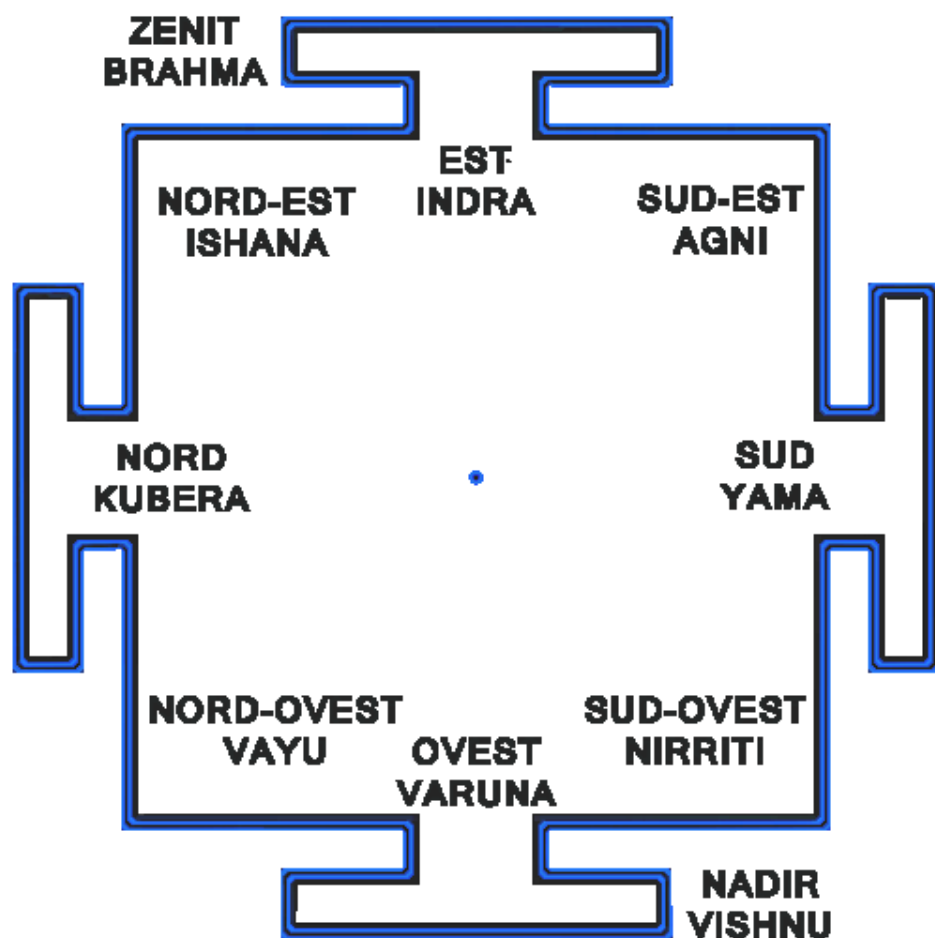 ZENIT
BRAHMA
EST
INDRA
NORD-EST
ISHANA
SUD-EST
AGNI
NORD
KUBERA
SUD
YAMA
NORD-OVEST
VAYU
OVEST
VARUNA
SUD-OVEST
NIRRITI
NADIR
VISHNU